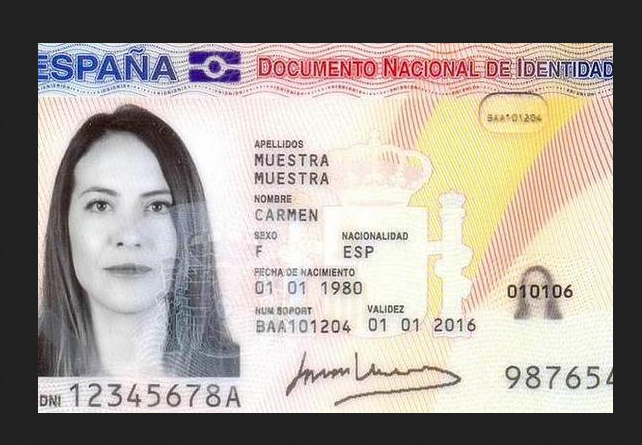 ESPAÑA DOCUMENTO NACIONAL DE IDENTIDAD
BAA101204
APELLIDOS
MUESTRA
MUESTRA
NOMBRE
CARMEN
SEXO NACIONALIDAD
F ESP
FECHA DE NACIMIENTO
01 01 1980
010106
NUM SOPORT VALIDEZ
BAA101204 01 01 2016
DNI 12345678A
987654